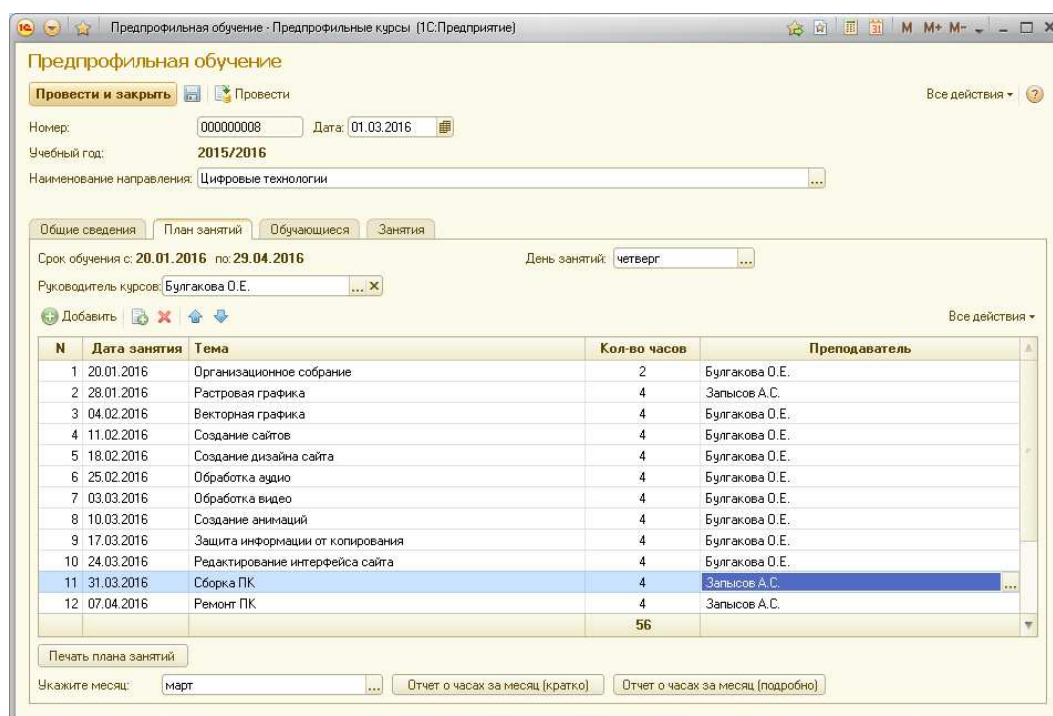 Предпрофильная обучение - Предпрофильные курсы (1С:Предприятие) 31 M M+ M-
Предпрофильная обучение
Провести и закрыть Провести Все действия ?
Номер: 000000008 Дата: 01.03.2016
Учебный год: 2015/2016
Наименование направления: Цифровые технологии ...
Общие сведения План занятий Обучающиеся Занятия
Срок обучения с: 20.01.2016 по: 29.04.2016 День занятий: четверг ...
Руководитель курсов: Булгакова О.Е. ... X
Добавить Все действия
N Дата занятия Тема Кол-во часов Преподаватель
1 20.01.2016 Организационное собрание 2 Булгакова О.Е.
2 28.01.2016 Растровая графика 4 Запысов А.С.
3 04.02.2016 Векторная графика 4 Булгакова О.Е.
4 11.02.2016 Создание сайтов 4 Булгакова О.Е.
5 18.02.2016 Создание дизайна сайта 4 Булгакова О.Е.
6 25.02.2016 Обработка аудио 4 Булгакова О.Е.
7 03.03.2016 Обработка видео 4 Булгакова О.Е.
8 10.03.2016 Создание анимаций 4 Булгакова О.Е.
9 17.03.2016 Защита информации от копирования 4 Булгакова О.Е.
10 24.03.2016 Редактирование интерфейса сайта 4 Булгакова О.Е.
11 31.03.2016 Сборка ПК 4 Запысов А.С. ...
12 07.04.2016 Ремонт ПК 4 Запысов А.С.
56
Печать плана занятий
Укажите месяц: март ... Отчет о часах за месяц (кратко) Отчет о часах за месяц (подробно)